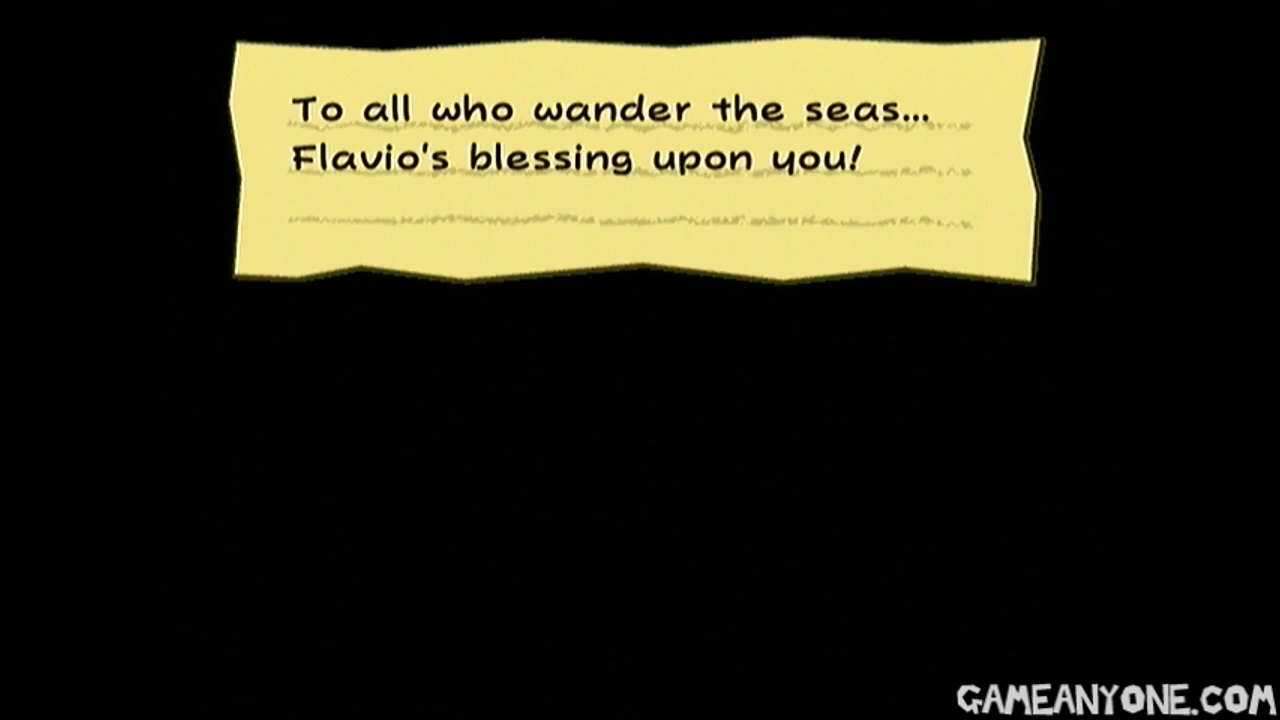 To all who wander the seas...
Flavio's blessing upon you!
GAMEANYONE.COM